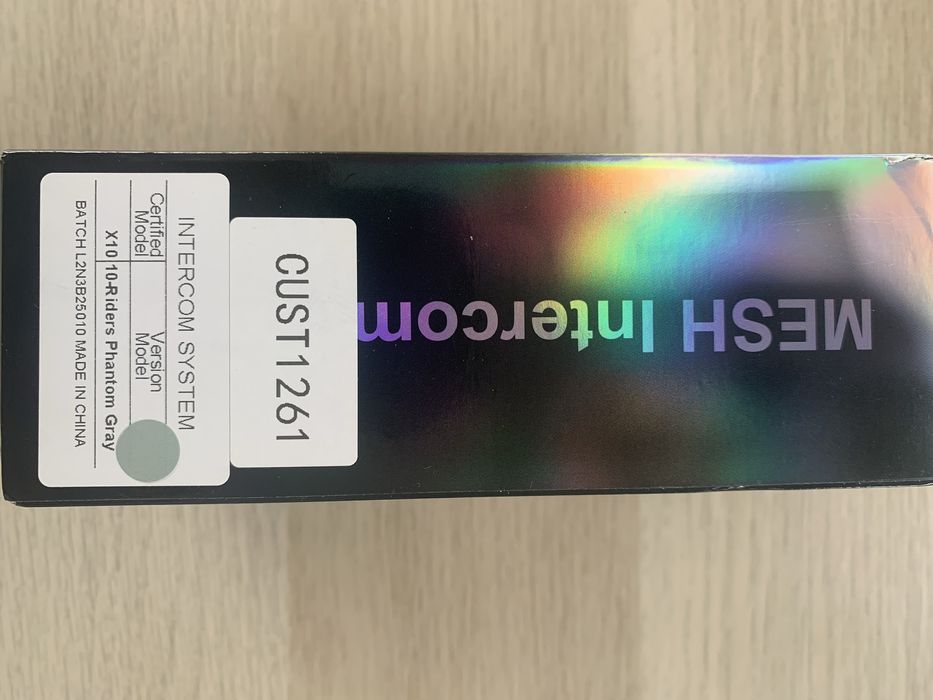 INTERCOM SYSTEM
Certified Model
Version Model
X10 10-Riders Phantom Gray
BATCH L2N3B25010 MADE IN CHINA
CUST1261
MESH Intercom